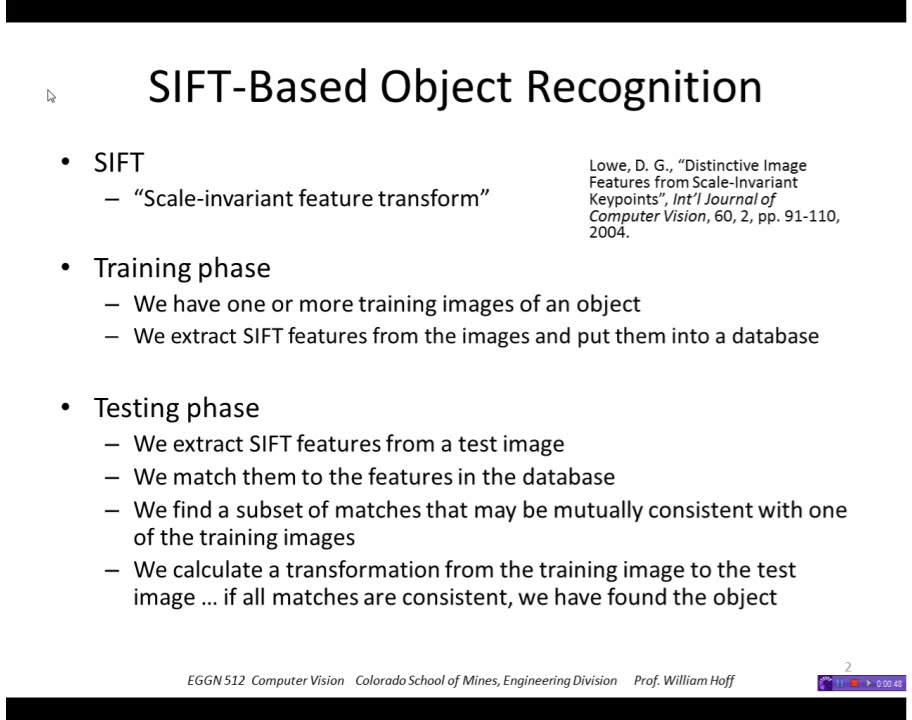 SIFT-Based Object Recognition
• SIFT
– “Scale-invariant feature transform”
Lowe, D. G., “Distinctive Image
Features from Scale-Invariant
Keypoints”, Int’l Journal of
Computer Vision, 60, 2, pp. 91-110,
2004.
• Training phase
– We have one or more training images of an object
– We extract SIFT features from the images and put them into a database
• Testing phase
– We extract SIFT features from a test image
– We match them to the features in the database
– We find a subset of matches that may be mutually consistent with one
of the training images
– We calculate a transformation from the training image to the test
image … if all matches are consistent, we have found the object
2
EGGN 512 Computer Vision Colorado School of Mines, Engineering Division Prof. William Hoff
0:00:48